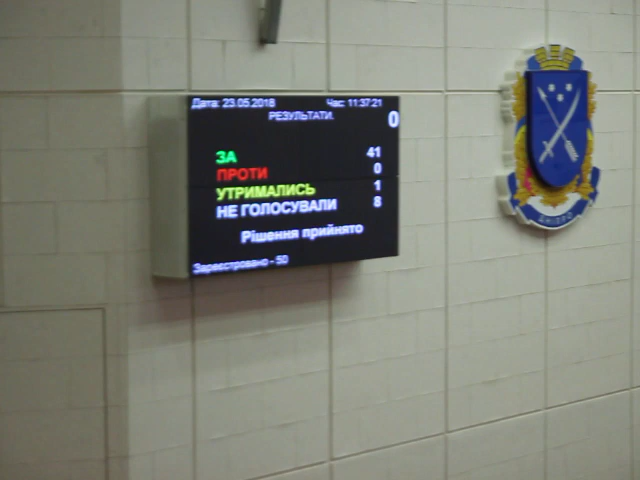 Дата: 23.05.2018 Час: 11:37:21
РЕЗУЛЬТАТИ
0
ЗА 41
ПРОТИ 0
УТРИМАЛИСЬ 1
НЕ ГОЛОСУВАЛИ 8
Рішення прийнято
Зареєстровано - 50
ДНІПРО